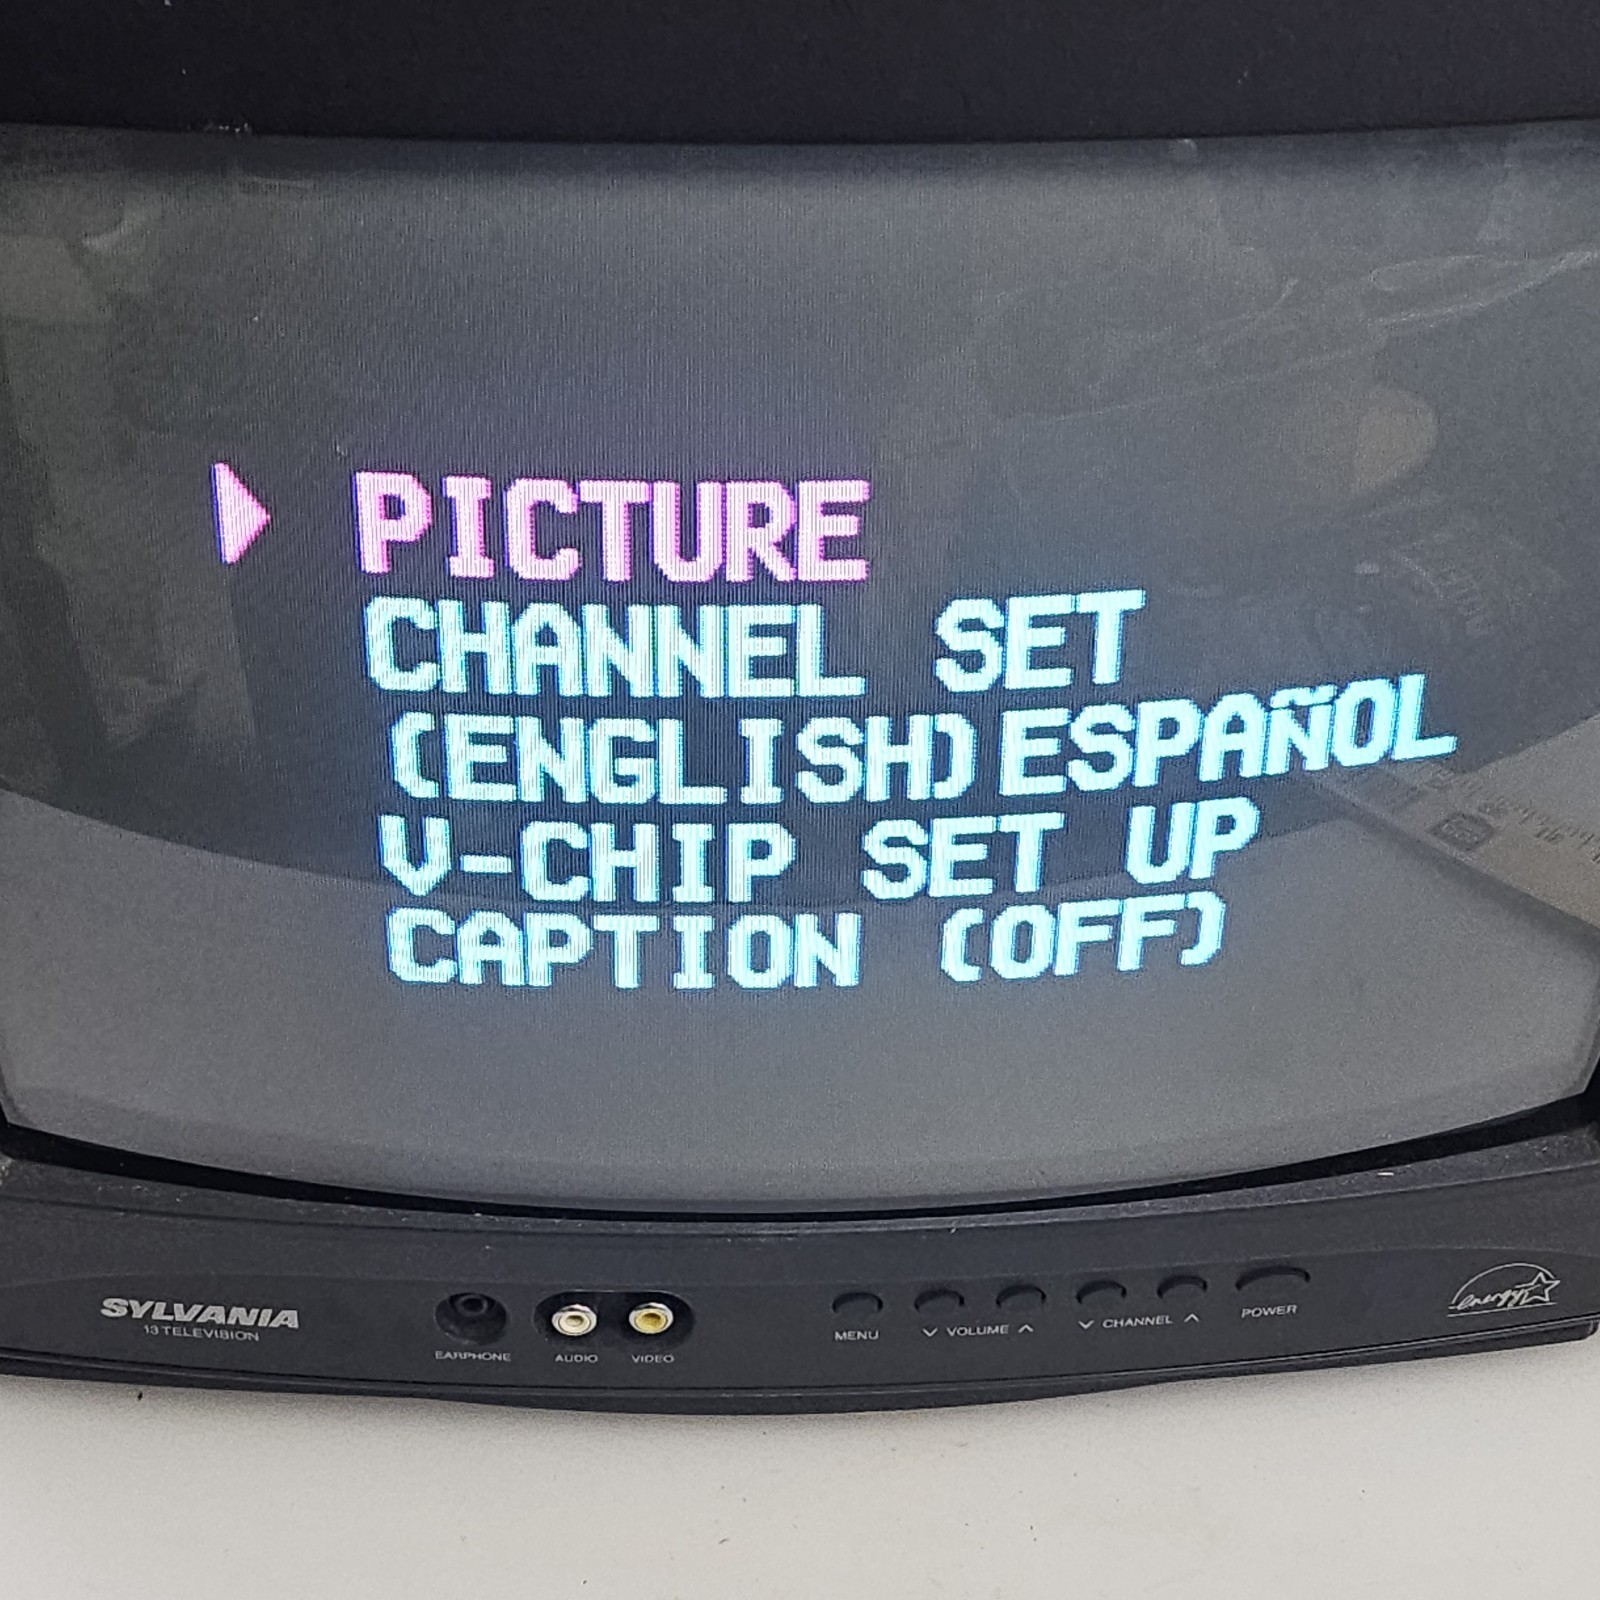 ▶ PICTURE
CHANNEL SET
(ENGLISH) ESPAÑOL
V-CHIP SET UP
CAPTION (OFF)
SYLVANIA
13 TELEVISION
EARPHONE AUDIO VIDEO
MENU ∨ VOLUME ∧ ∨ CHANNEL ∧ POWER
energy